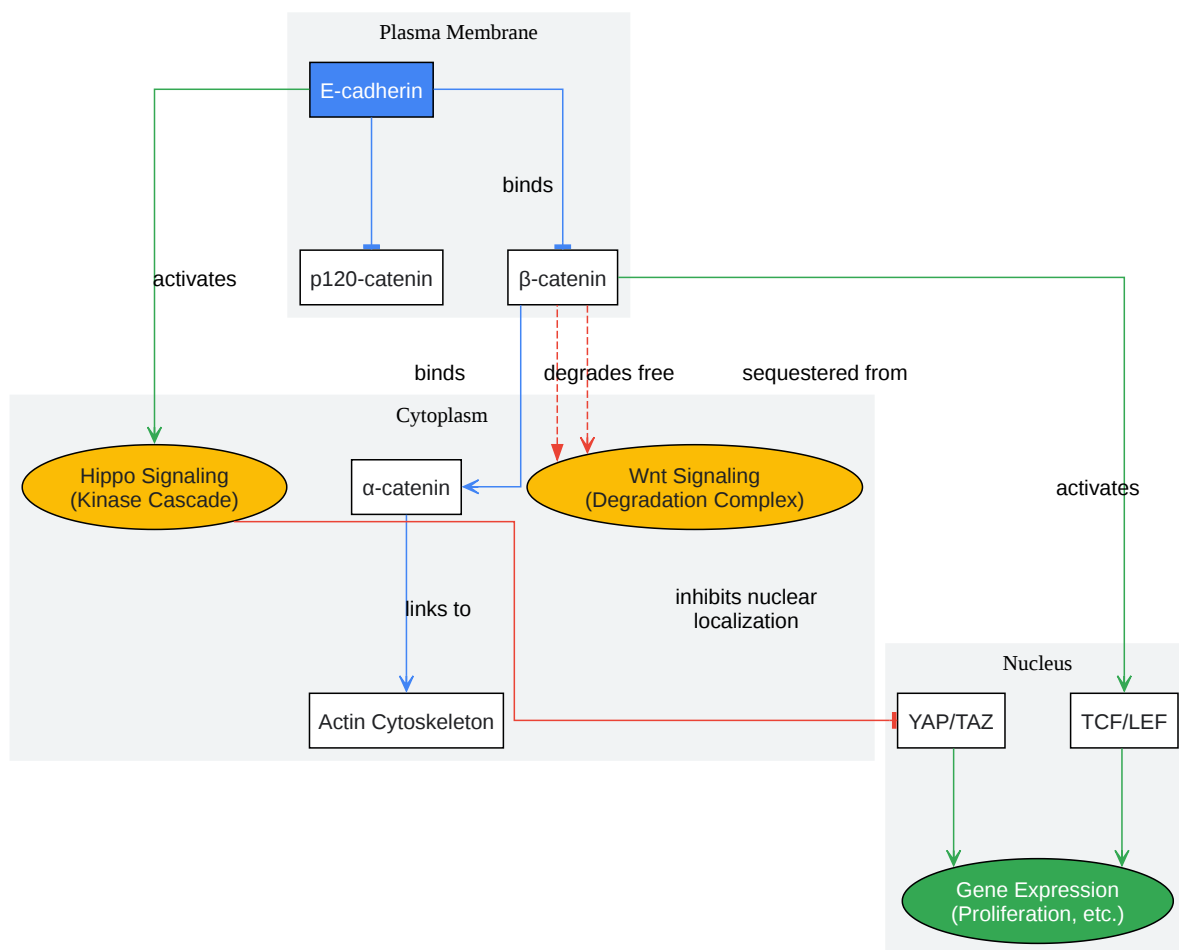 Plasma Membrane
E-cadherin
binds
p120-catenin
β-catenin
activates
binds
degrades free
sequestered from
Cytoplasm
Hippo Signaling
(Kinase Cascade)
α-catenin
Wnt Signaling
(Degradation Complex)
activates
links to
inhibits nuclear
localization
Nucleus
Actin Cytoskeleton
YAP/TAZ
TCF/LEF
Gene Expression
(Proliferation, etc.)